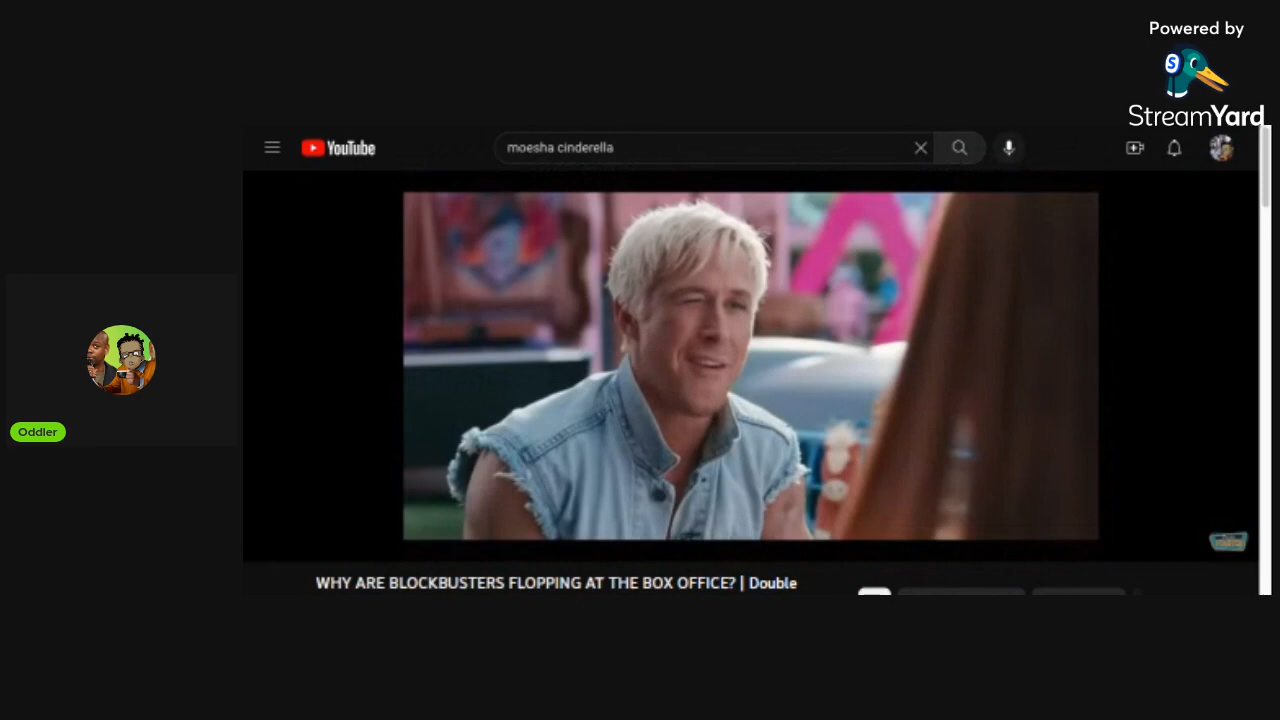 Powered by
StreamYard
YouTube
moesha cinderella
Oddler
WHY ARE BLOCKBUSTERS FLOPPING AT THE BOX OFFICE? | Double